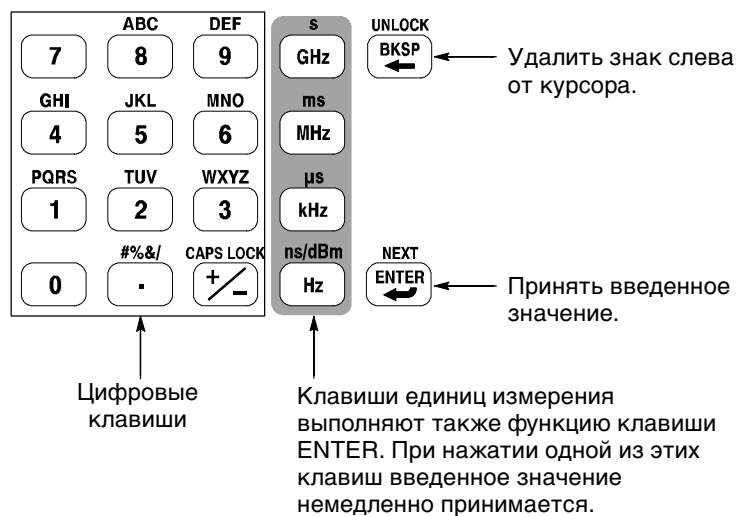 ABC DEF s UNLOCK
7 8 9 GHz BKSP
Удалить знак слева
от курсора.
GHI JKL MNO ms
4 5 6 MHz
PQRS TUV WXYZ µs
1 2 3 kHz
#%&/ CAPS LOCK ns/dBm NEXT
0 . +/− Hz ENTER
Принять введенное
значение.
Цифровые
клавиши
Клавиши единиц измерения
выполняют также функцию клавиши
ENTER. При нажатии одной из этих
клавиш введенное значение
немедленно принимается.